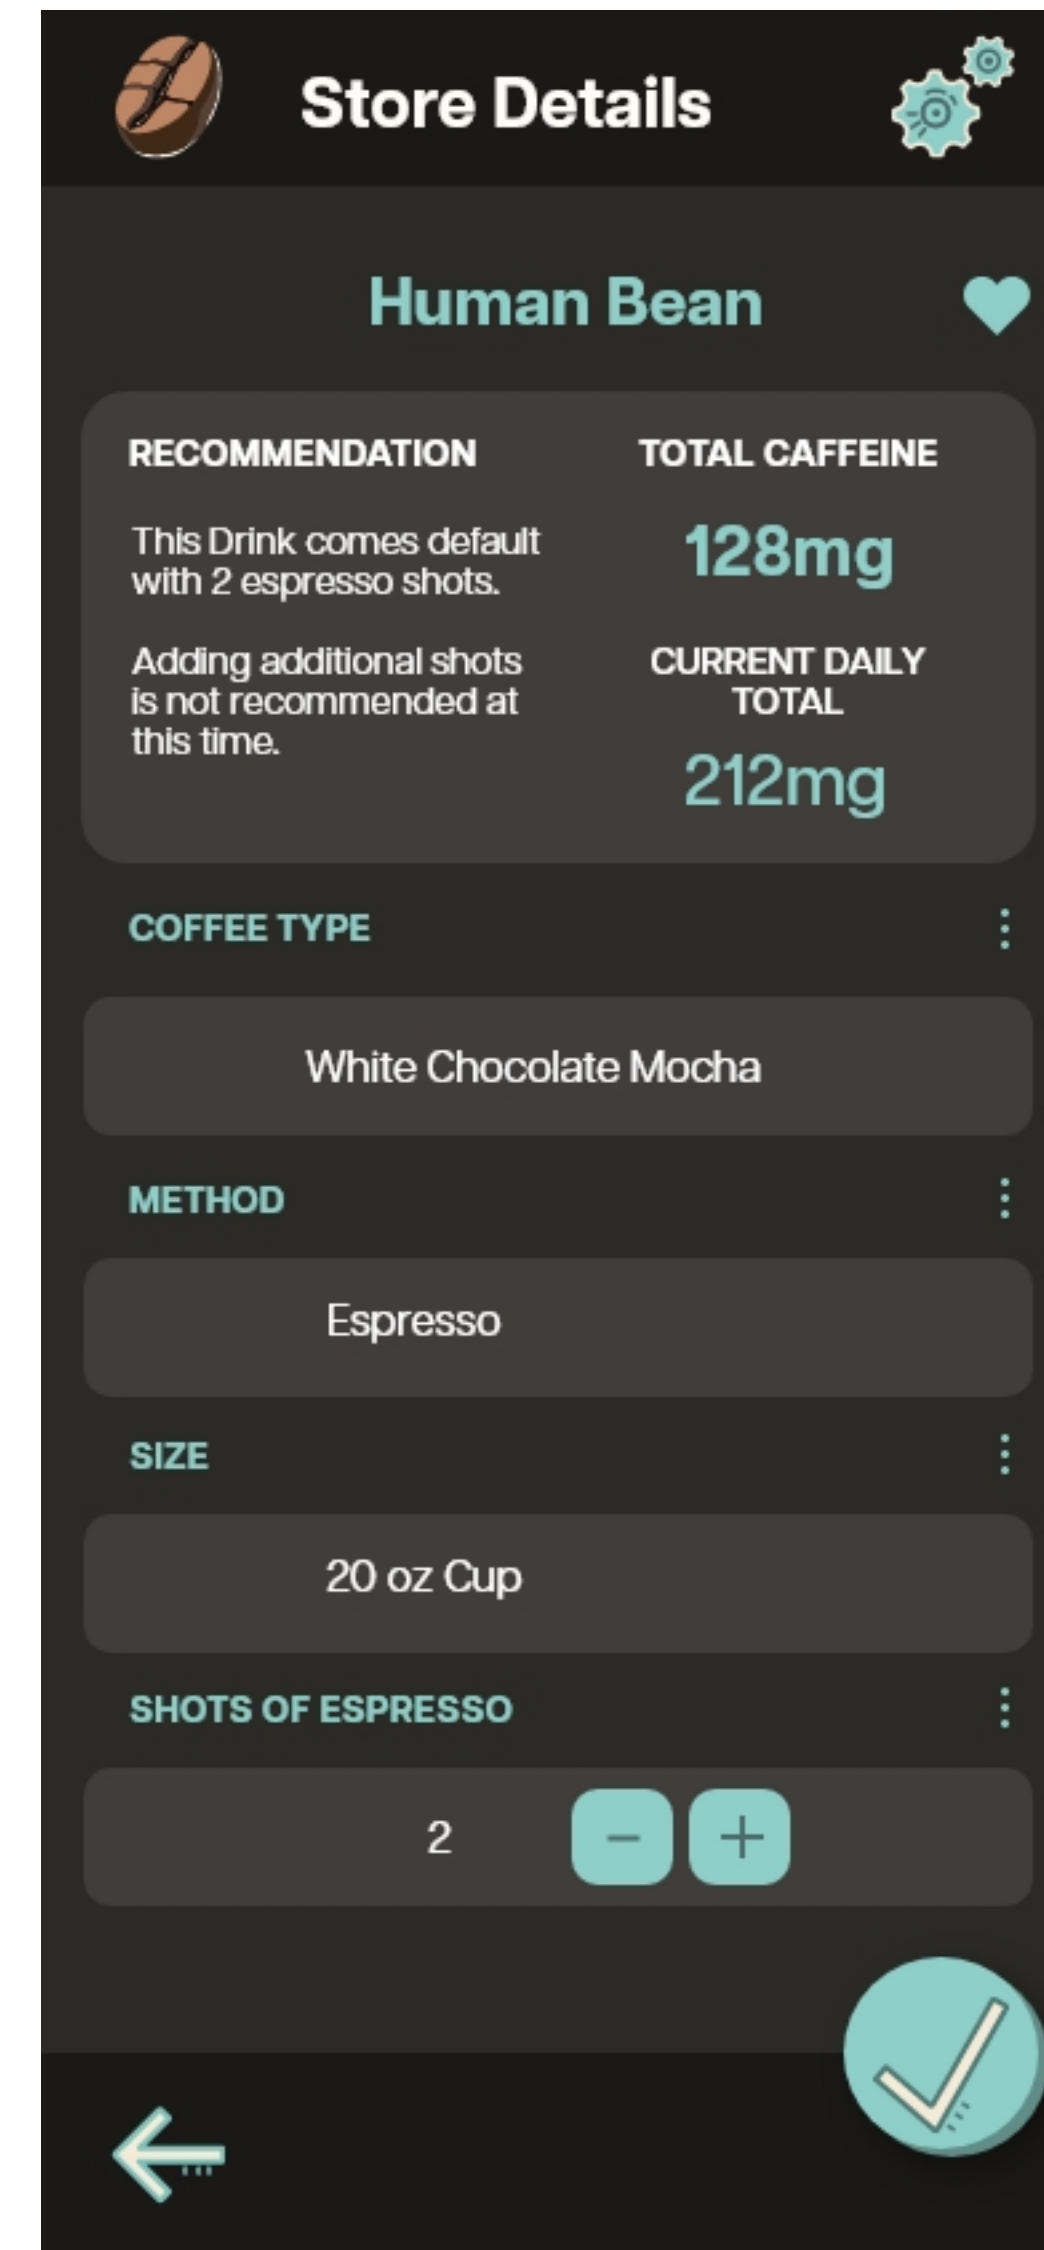 Store Details
Human Bean
RECOMMENDATION
This Drink comes default
with 2 espresso shots.
Adding additional shots
is not recommended at
this time.
TOTAL CAFFEINE
128mg
CURRENT DAILY
TOTAL
212mg
COFFEE TYPE
White Chocolate Mocha
METHOD
Espresso
SIZE
20 oz Cup
SHOTS OF ESPRESSO
2 − +